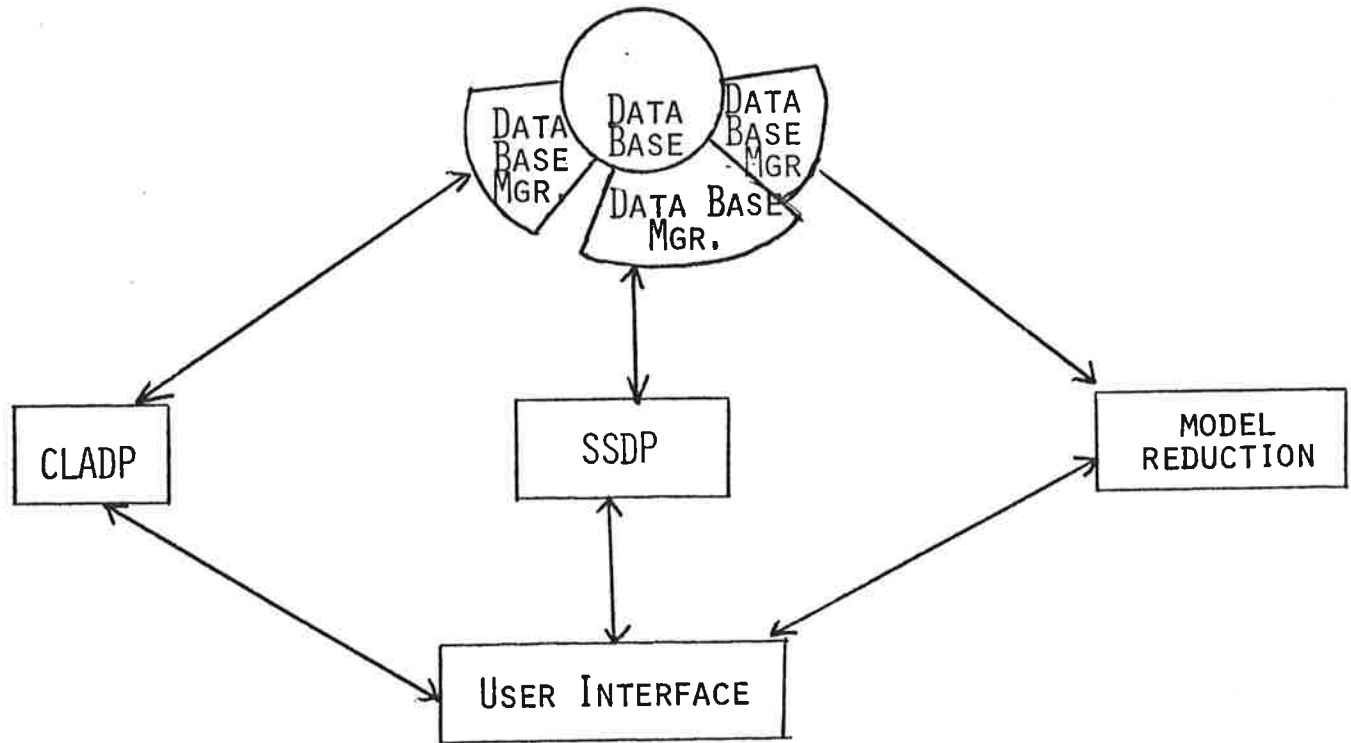 DATA
BASE
DATA
BASE
MGR.
DATA
BASE
MGR
DATA BASE
MGR.
CLADP
SSDP
MODEL
REDUCTION
USER INTERFACE